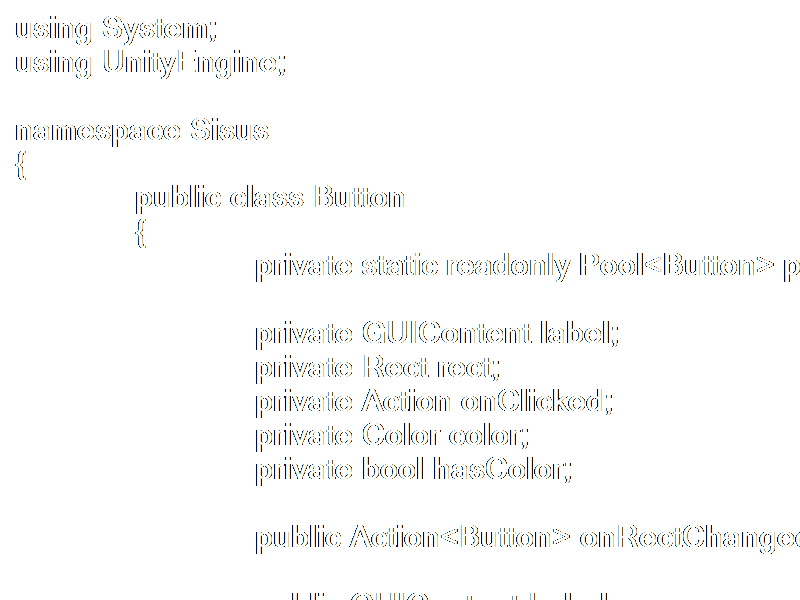 using System;
using UnityEngine;

namespace Sisus
{
public class Button
{
private static readonly Pool<Button> p
private GUIContent label;
private Rect rect;
private Action onClicked;
private Color color;
private bool hasColor;

public Action<Button> onRectChanged